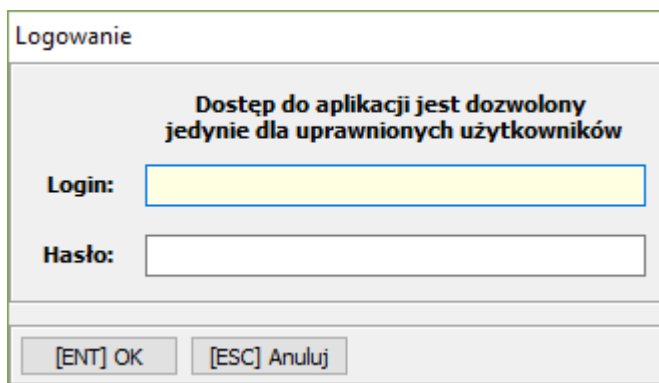 Logowanie
Dostęp do aplikacji jest dozwolony
jedynie dla uprawnionych użytkowników
Login:
Hasło:
[ENT] OK [ESC] Anuluj